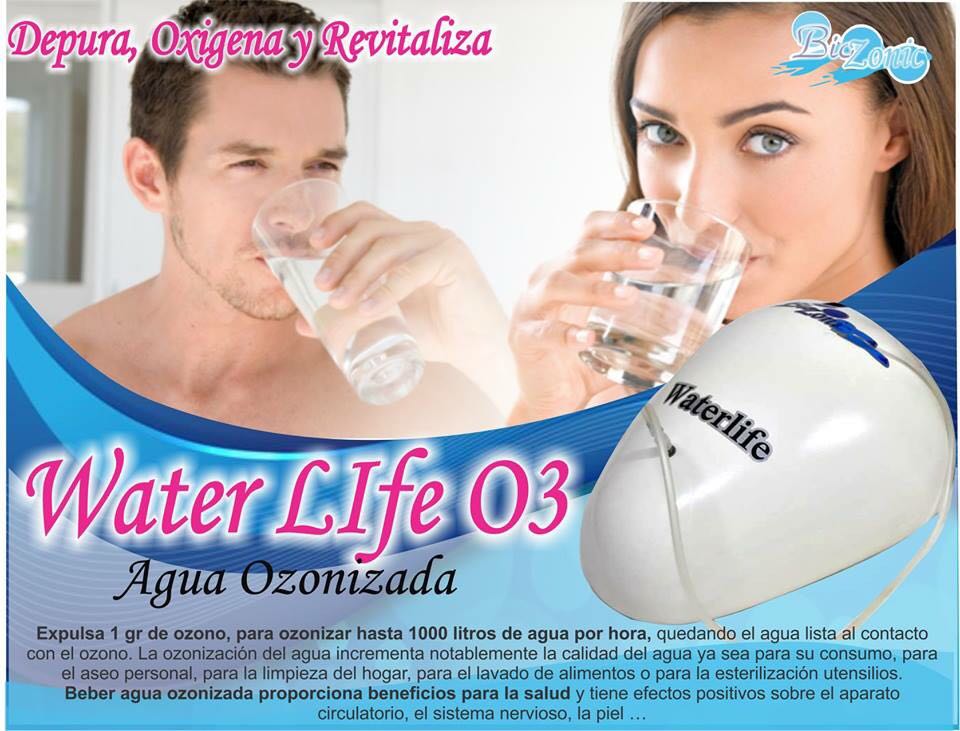 Depura, Oxigena y Revitaliza
BioZonic
BioZonic
Waterlife
Water LIfe O3
Agua Ozonizada
Expulsa 1 gr de ozono, para ozonizar hasta 1000 litros de agua por hora, quedando el agua lista al contacto
con el ozono. La ozonización del agua incrementa notablemente la calidad del agua ya sea para su consumo, para
el aseo personal, para la limpieza del hogar, para el lavado de alimentos o para la esterilización utensilios.
Beber agua ozonizada proporciona beneficios para la salud y tiene efectos positivos sobre el aparato
circulatorio, el sistema nervioso, la piel …